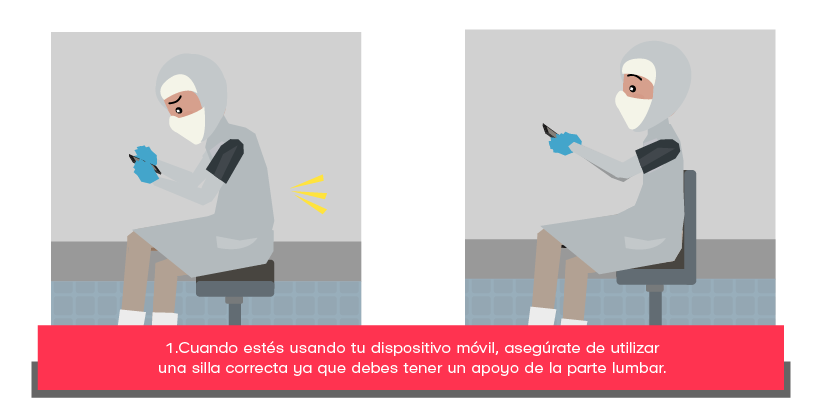 1.Cuando estés usando tu dispositivo móvil, asegúrate de utilizar
una silla correcta ya que debes tener un apoyo de la parte lumbar.